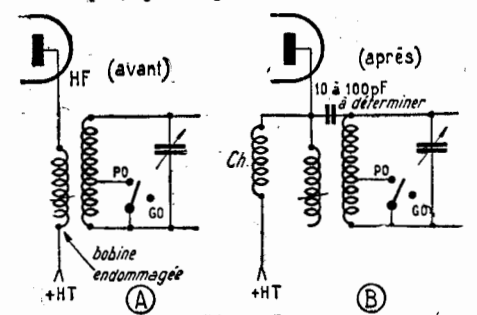 HF
(avant)
PO
GO
bobine
endommagée
+HT
A
(après)
10 à 100pF
à déterminer
Ch.
PO
GO
+HT
B